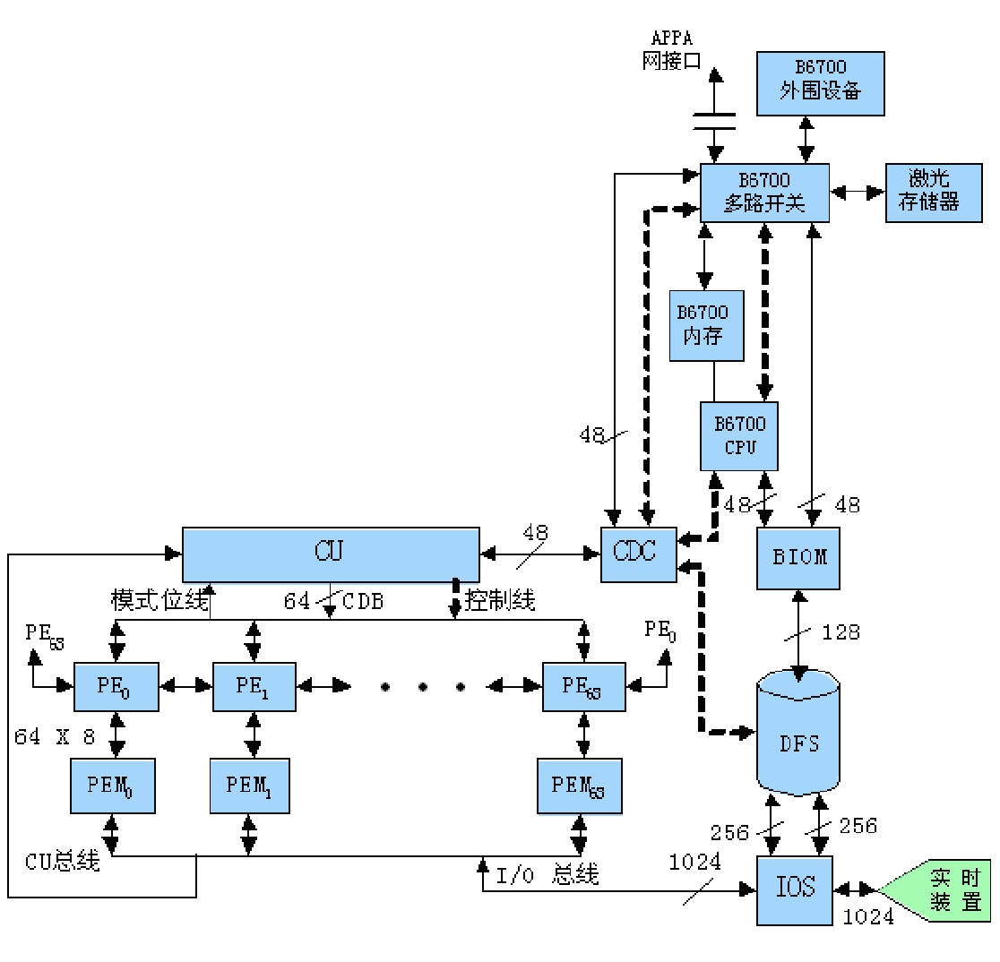 APPA
网接口
B6700
外围设备
B6700
多路开关
激光
存储器
B6700
内存
B6700
CPU
48
48
48
48
CU
CDC
BIOM
模式位线
64
CDB
控制线
PE63
PE0
128
PE0
PE1
PE63
64 X 8
DFS
PEM0
PEM1
PEM63
256
256
CU总线
I/O 总线
1024
IOS
实 时
装 置
1024